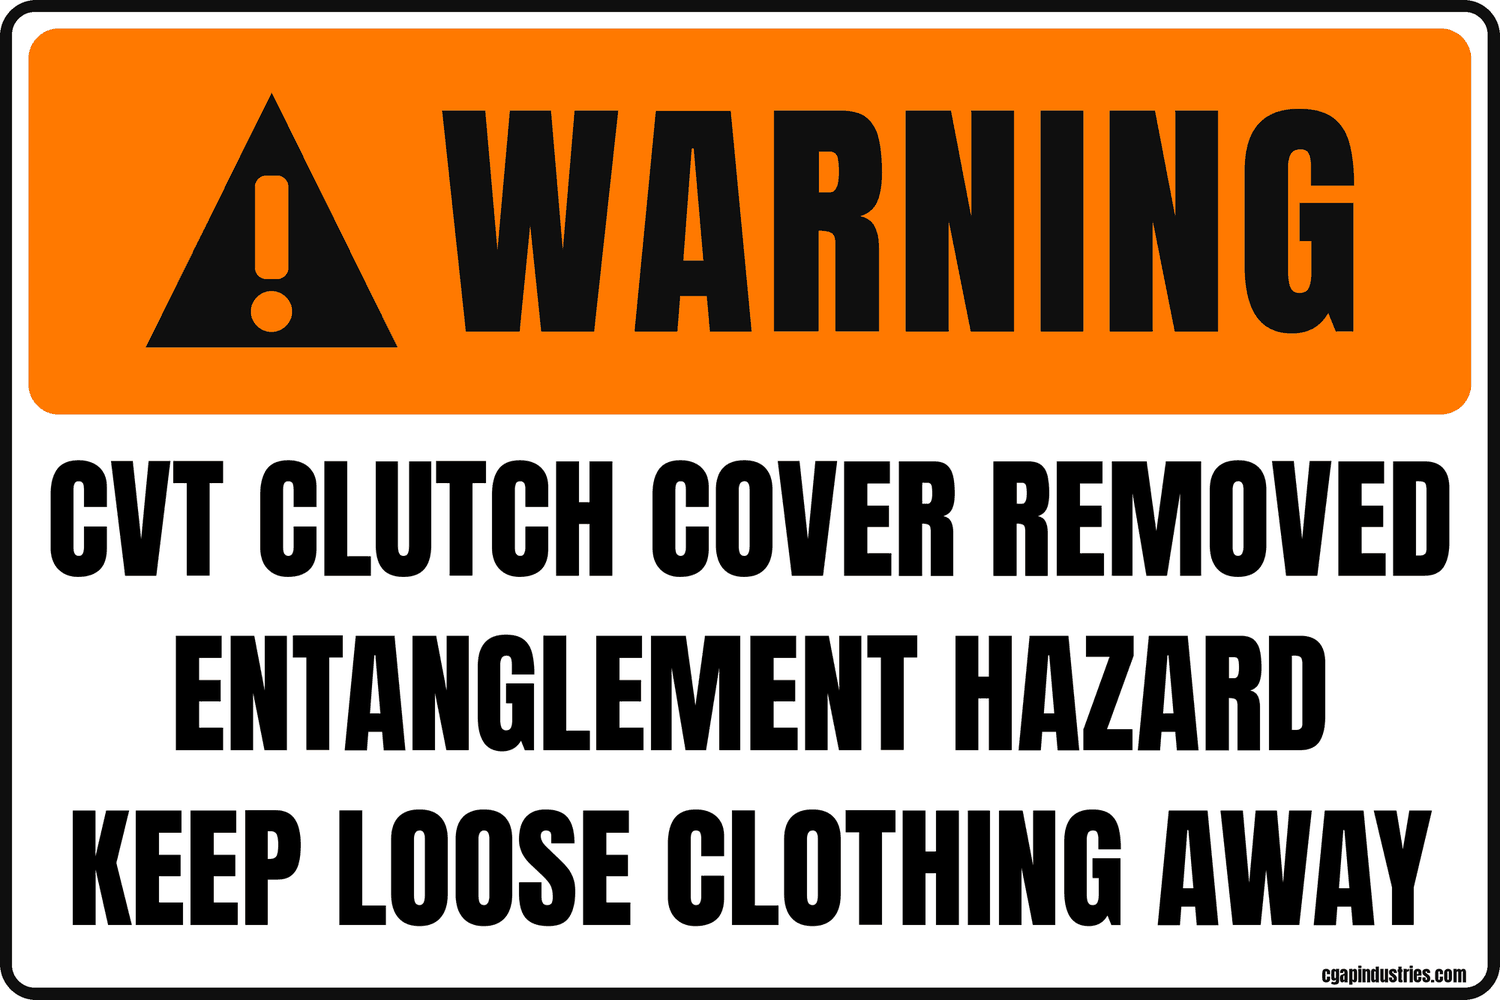 WARNING
CVT CLUTCH COVER REMOVED
ENTANGLEMENT HAZARD
KEEP LOOSE CLOTHING AWAY
cgapindustries.com